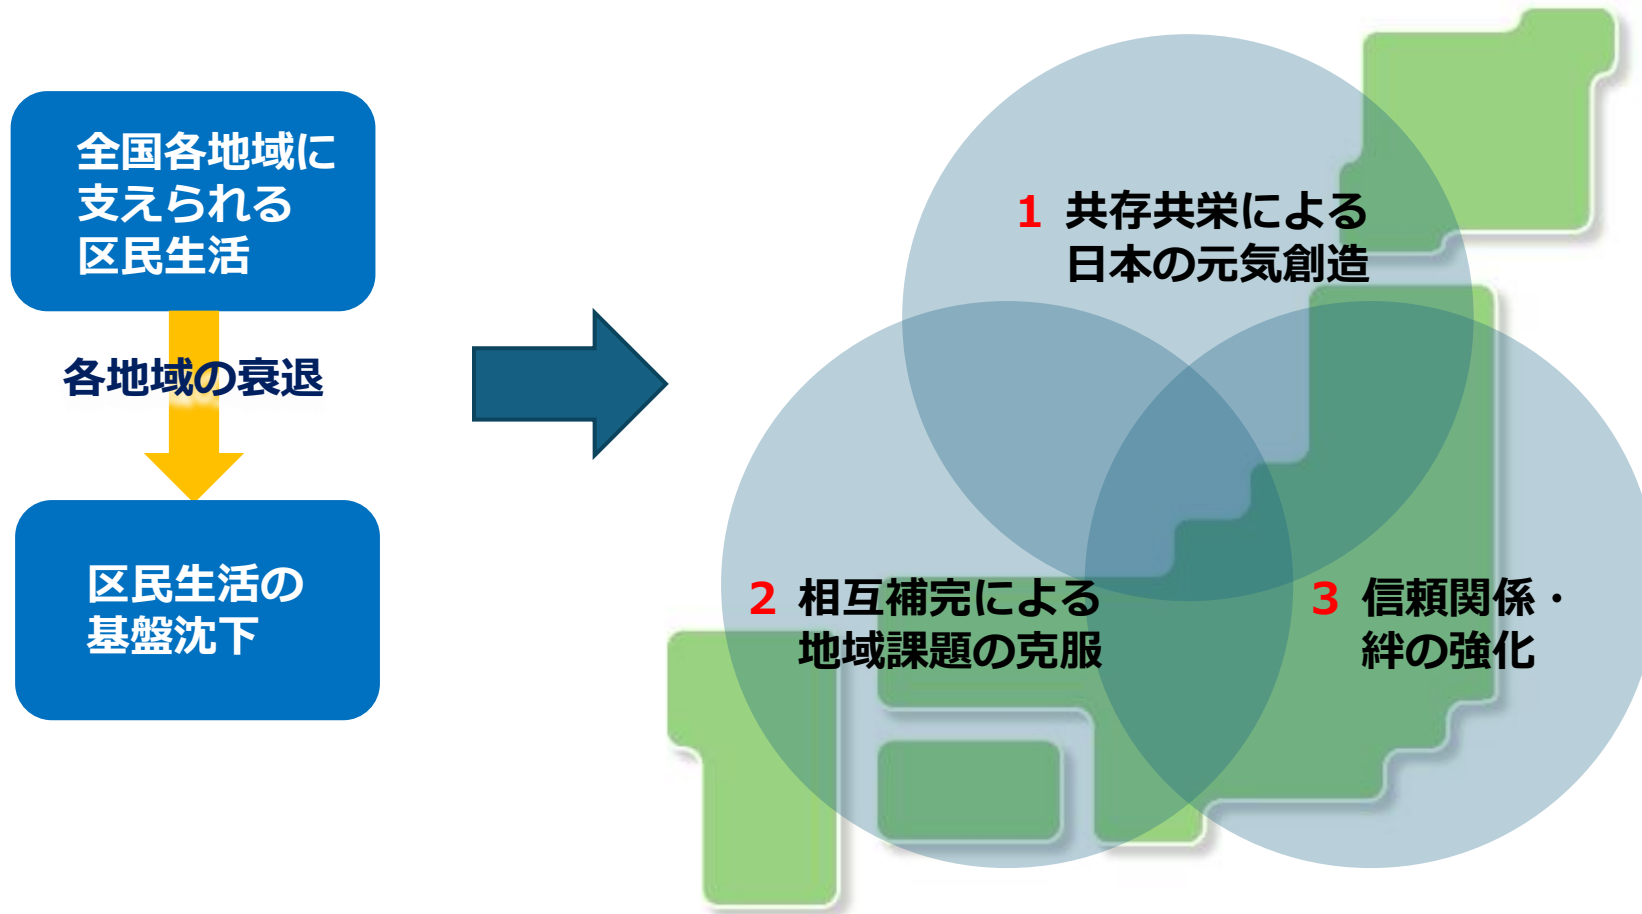 全国各地域に
支えられる
区民生活
各地域の衰退
区民生活の
基盤沈下
1 共存共栄による
日本の元気創造
2 相互補完による
地域課題の克服
3 信頼関係・
絆の強化